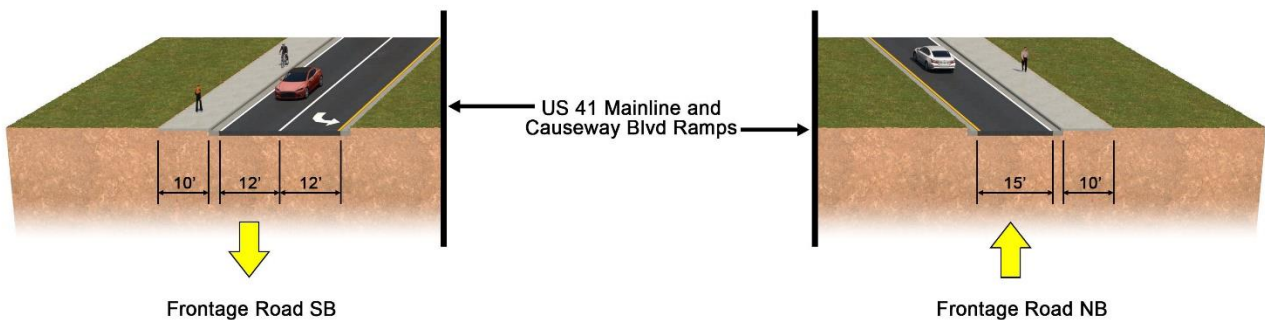 US 41 Mainline and
Causeway Blvd Ramps
10' 12' 12'
15' 10'
Frontage Road SB
Frontage Road NB